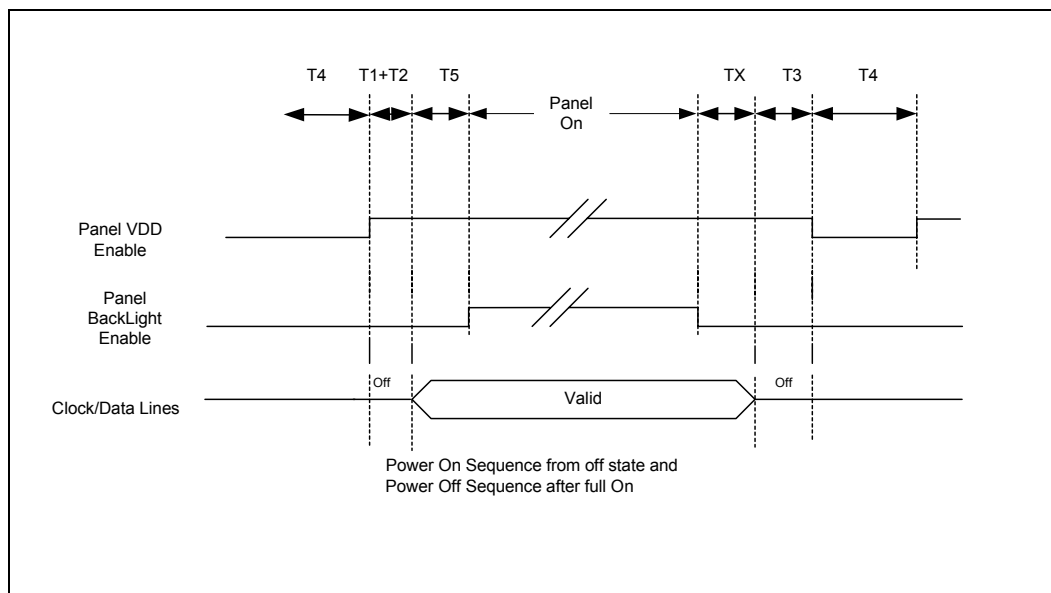 T4 T1+T2 T5 TX T3 T4
Panel
On
Panel VDD
Enable
Panel
BackLight
Enable
Off Off
Clock/Data Lines Valid
Power On Sequence from off state and
Power Off Sequence after full On